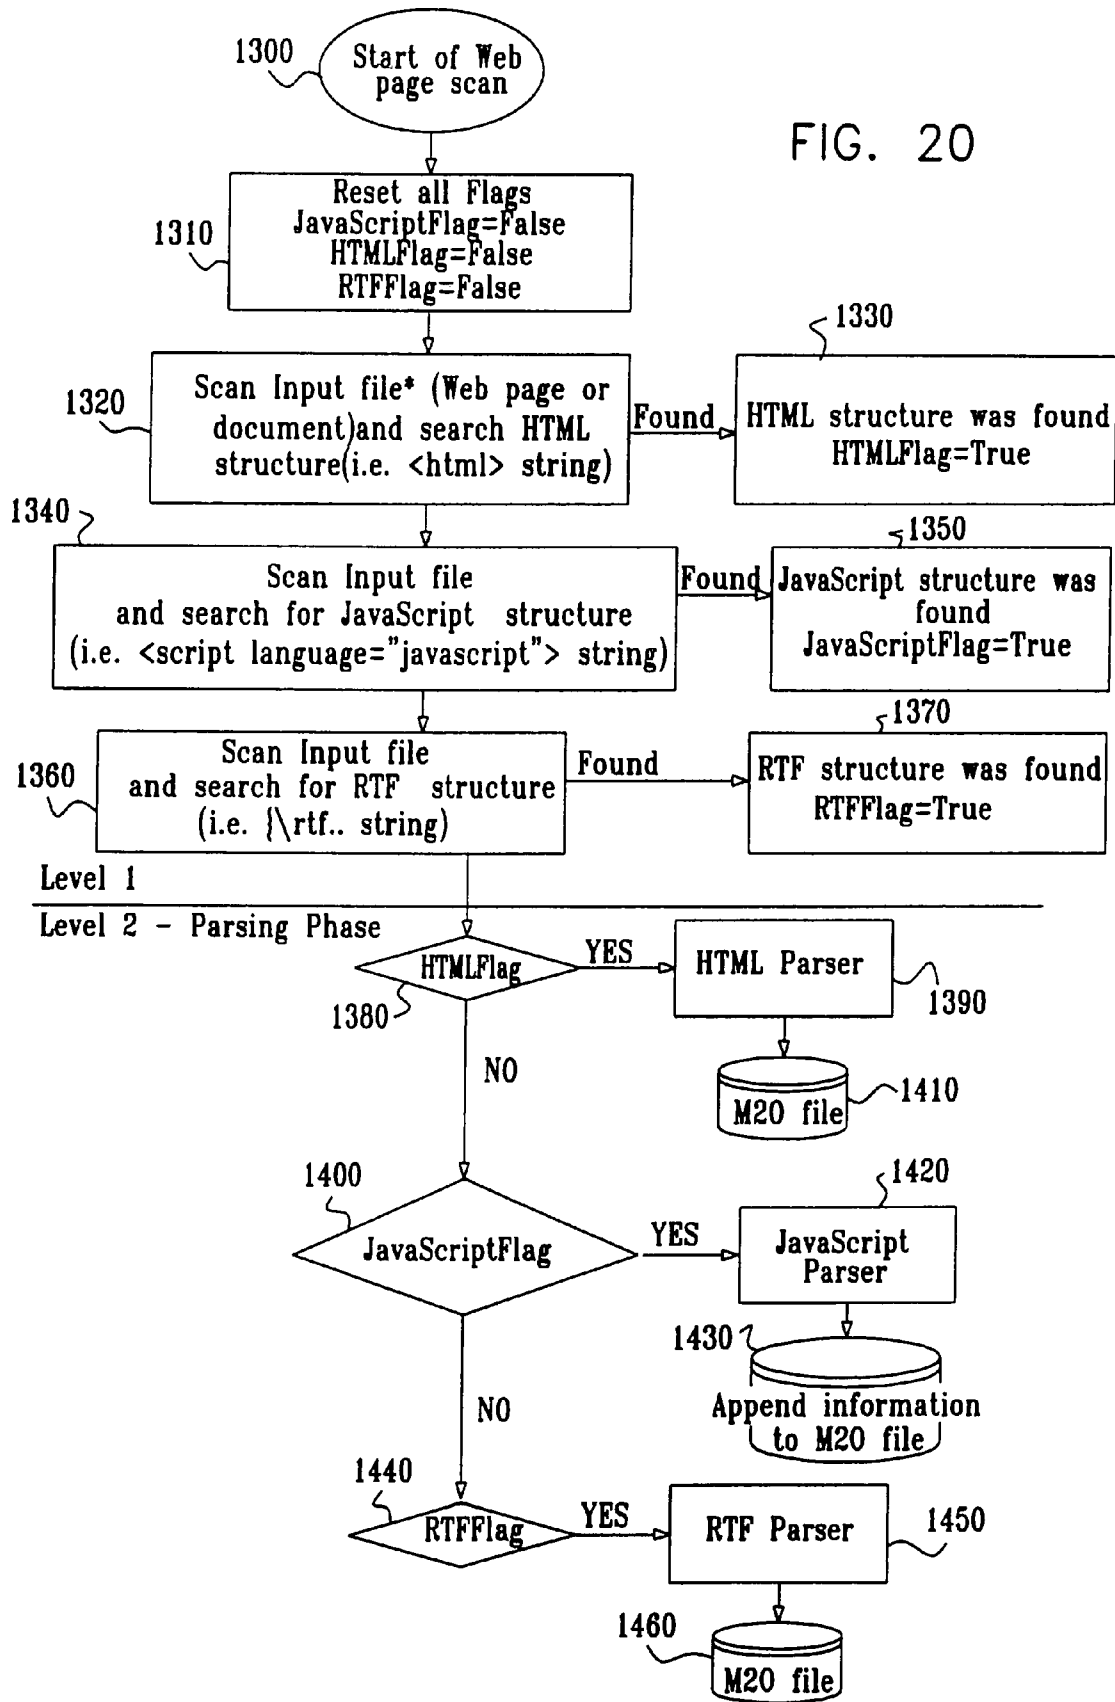 1300
Start of Web
page scan
FIG. 20
1310
Reset all Flags
JavaScriptFlag=False
HTMLFlag=False
RTFFlag=False
1320
Scan Input file* (Web page or
document)and search HTML
structure(i.e. <html> string)
Found
1330
HTML structure was found
HTMLFlag=True
1340
Scan Input file
and search for JavaScript structure
(i.e. <script language="javascript"> string)
Found
1350
JavaScript structure was
found
JavaScriptFlag=True
1360
Scan Input file
and search for RTF structure
(i.e. }\rtf.. string)
Found
1370
RTF structure was found
RTFFlag=True
Level 1
Level 2 - Parsing Phase
HTMLFlag
1380
YES
HTML Parser
1390
NO
M20 file
1410
1400
JavaScriptFlag
YES
1420
JavaScript
Parser
1430
Append information
to M20 file
NO
1440
RTFFlag
YES
RTF Parser
1450
1460
M20 file